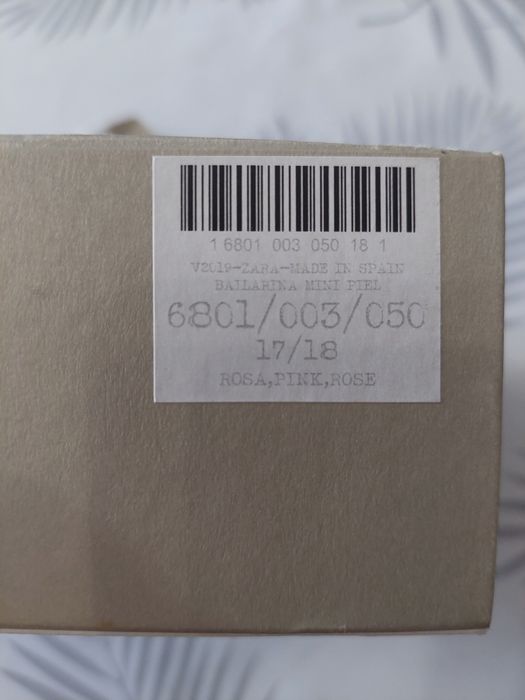 1 6801 003 050 18 1
V2019-ZARA-MADE IN SPAIN
BAILARINA MINI PIEL
6801/003/050
17/18
ROSA,PINK,ROSE